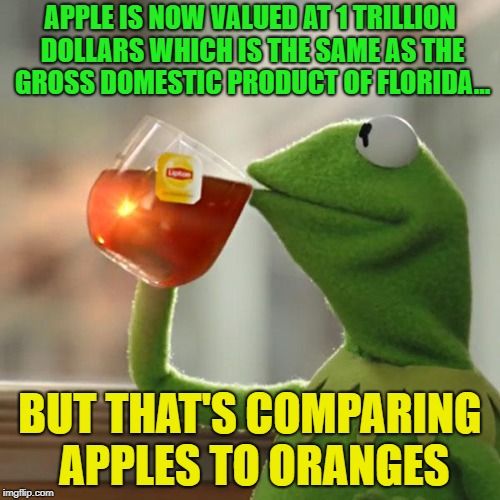 APPLE IS NOW VALUED AT 1 TRILLION
DOLLARS WHICH IS THE SAME AS THE
GROSS DOMESTIC PRODUCT OF FLORIDA...
Lipton
BUT THAT'S COMPARING
APPLES TO ORANGES
imgflip.com